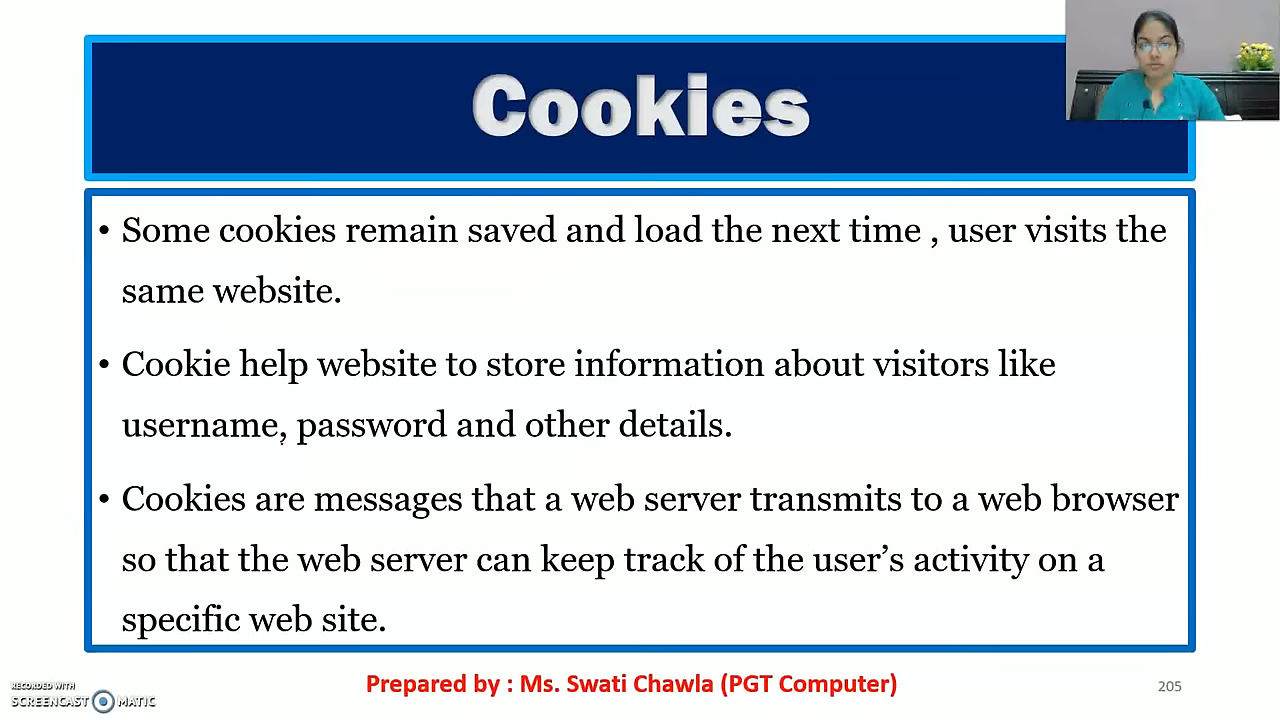 Cookies
• Some cookies remain saved and load the next time , user visits the
same website.
• Cookie help website to store information about visitors like
username, password and other details.
• Cookies are messages that a web server transmits to a web browser
so that the web server can keep track of the user’s activity on a
specific web site.
Prepared by : Ms. Swati Chawla (PGT Computer)
205
RECORDED WITH
SCREENCAST MATIC